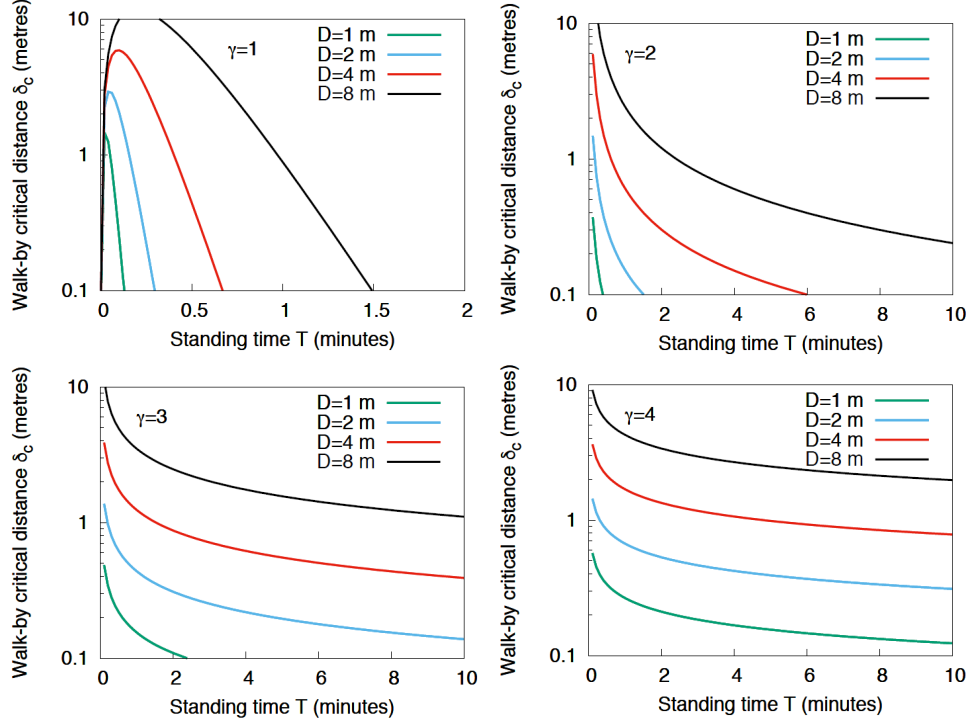 Walk-by critical distance δc (metres)
10
1
0.1
γ=1
D=1 m
D=2 m
D=4 m
D=8 m
0
0.5
1
1.5
2
Standing time T (minutes)
Walk-by critical distance δc (metres)
10
1
0.1
γ=2
D=1 m
D=2 m
D=4 m
D=8 m
0
2
4
6
8
10
Standing time T (minutes)
Walk-by critical distance δc (metres)
10
1
0.1
γ=3
D=1 m
D=2 m
D=4 m
D=8 m
0
2
4
6
8
10
Standing time T (minutes)
Walk-by critical distance δc (metres)
10
1
0.1
γ=4
D=1 m
D=2 m
D=4 m
D=8 m
0
2
4
6
8
10
Standing time T (minutes)